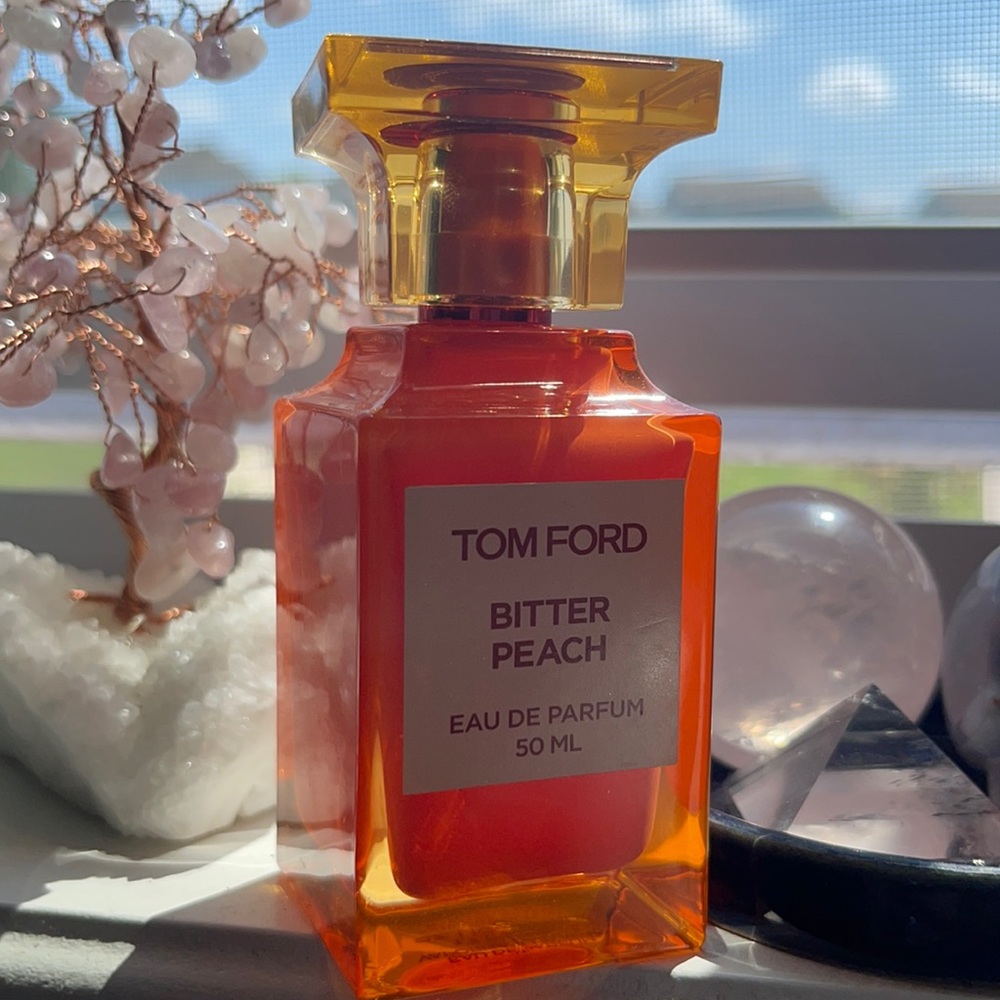 TOM FORD
BITTER
PEACH
EAU DE PARFUM
50 ML